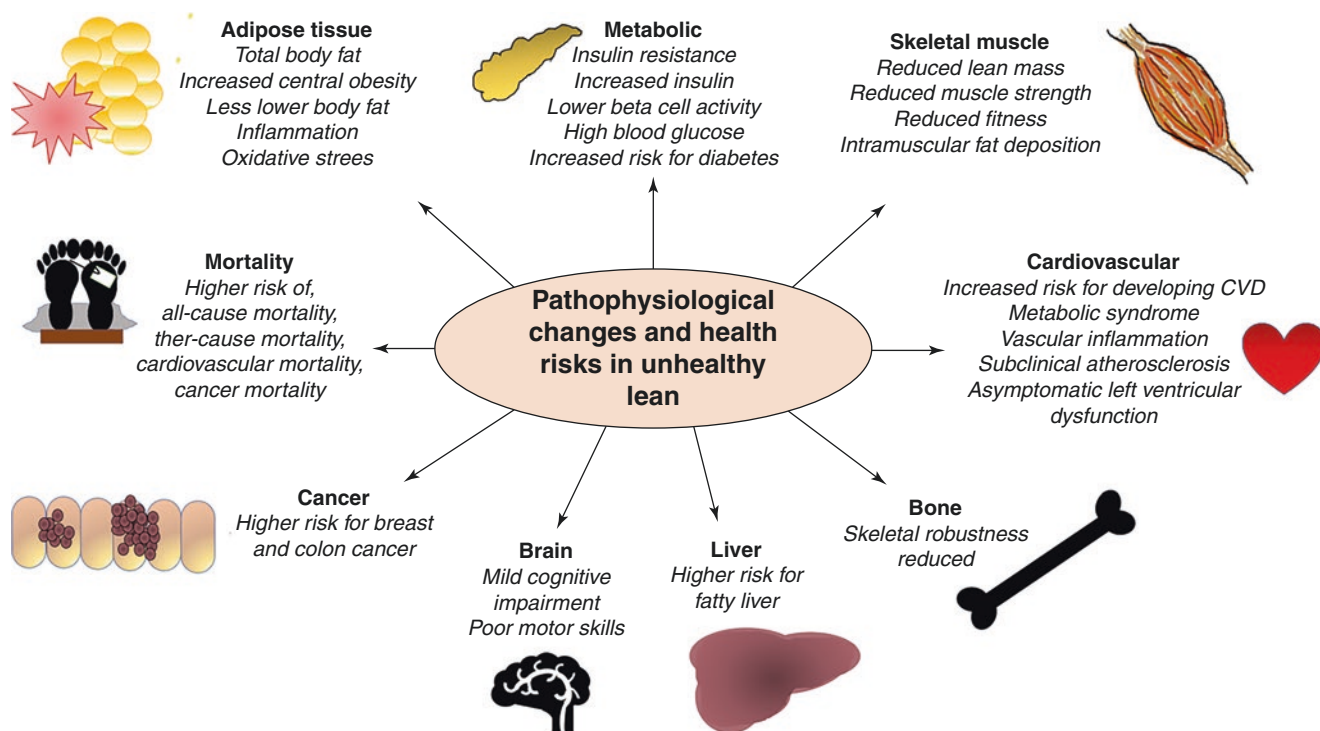 Adipose tissue
Total body fat
Increased central obesity
Less lower body fat
Inflammation
Oxidative strees
Metabolic
Insulin resistance
Increased insulin
Lower beta cell activity
High blood glucose
Increased risk for diabetes
Skeletal muscle
Reduced lean mass
Reduced muscle strength
Reduced fitness
Intramuscular fat deposition
Mortality
Higher risk of,
all-cause mortality,
ther-cause mortality,
cardiovascular mortality,
cancer mortality
Pathophysiological
changes and health
risks in unhealthy
lean
Cardiovascular
Increased risk for developing CVD
Metabolic syndrome
Vascular inflammation
Subclinical atherosclerosis
Asymptomatic left ventricular
dysfunction
Cancer
Higher risk for breast
and colon cancer
Brain
Mild cognitive
impairment
Poor motor skills
Liver
Higher risk for
fatty liver
Bone
Skeletal robustness
reduced